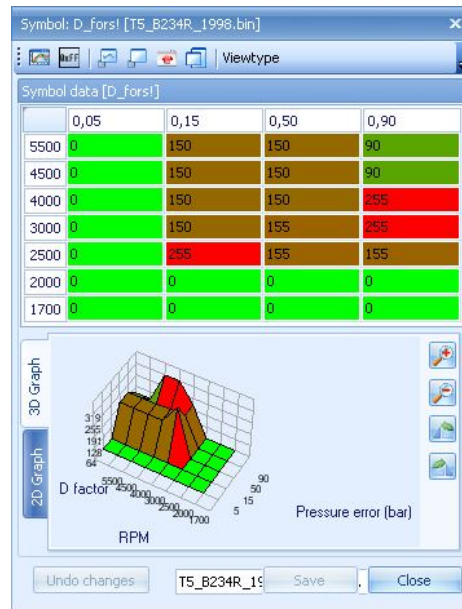 Symbol: D_fors! [T5_B234R_1998.bin]
0xFF Viewtype
Symbol data [D_fors!]
0,05 0,15 0,50 0,90
5500 0 150 150 90
4500 0 150 150 90
4000 0 150 150 255
3000 0 150 155 255
2500 0 255 155 155
2000 0 0 0 0
1700 0 0 0 0
3D Graph
2D Graph
319
255
191
128
64
D factor
5500 4500 4000 3000 2500 2000 1700
RPM
90
50
15
5
Pressure error (bar)
Undo changes T5_B234R_19 Save . Close